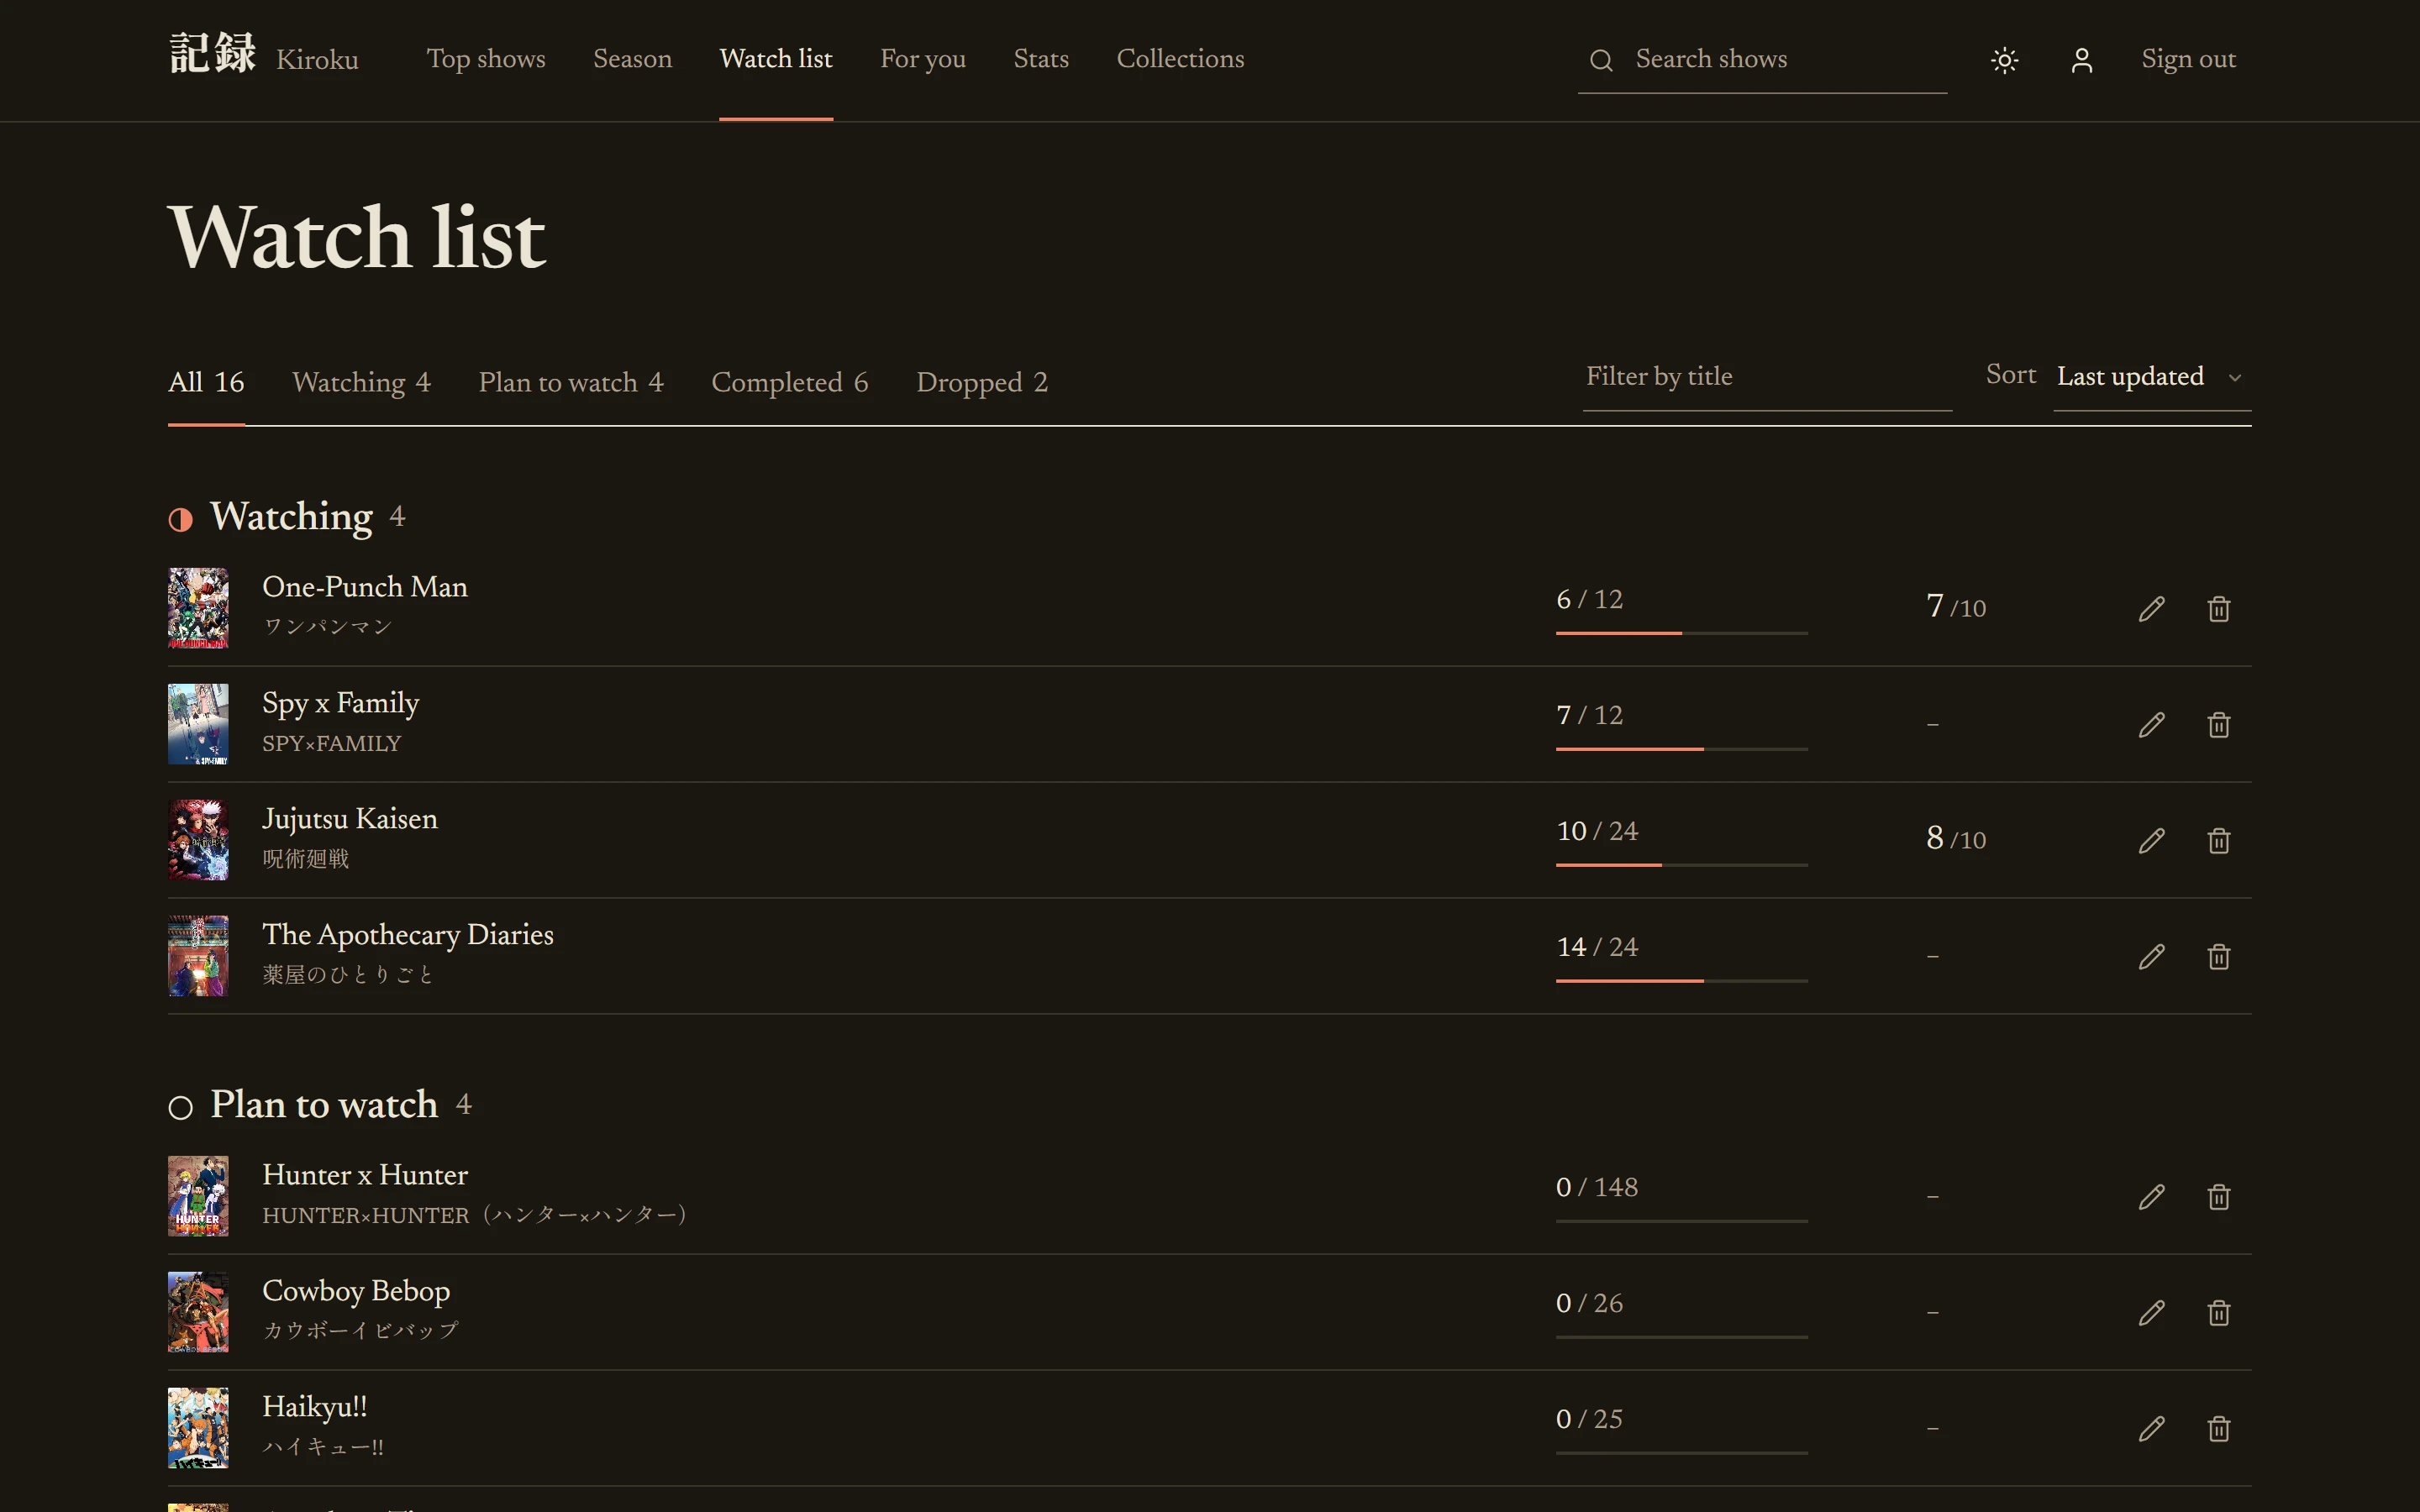 記録 Kiroku Top shows Season Watch list For you Stats Collections Search shows Sign out
Watch list
All 16 Watching 4 Plan to watch 4 Completed 6 Dropped 2 Filter by title Sort Last updated
Watching 4
One-Punch Man
ワンパンマン
6 / 12
7 /10
Spy x Family
SPY×FAMILY
7 / 12
–
Jujutsu Kaisen
呪術廻戦
10 / 24
8 /10
The Apothecary Diaries
薬屋のひとりごと
14 / 24
–
Plan to watch 4
Hunter x Hunter
HUNTER×HUNTER（ハンター×ハンター）
0 / 148
–
HUNTER
Cowboy Bebop
カウボーイビバップ
0 / 26
–
Haikyu!!
ハイキュー!!
0 / 25
–